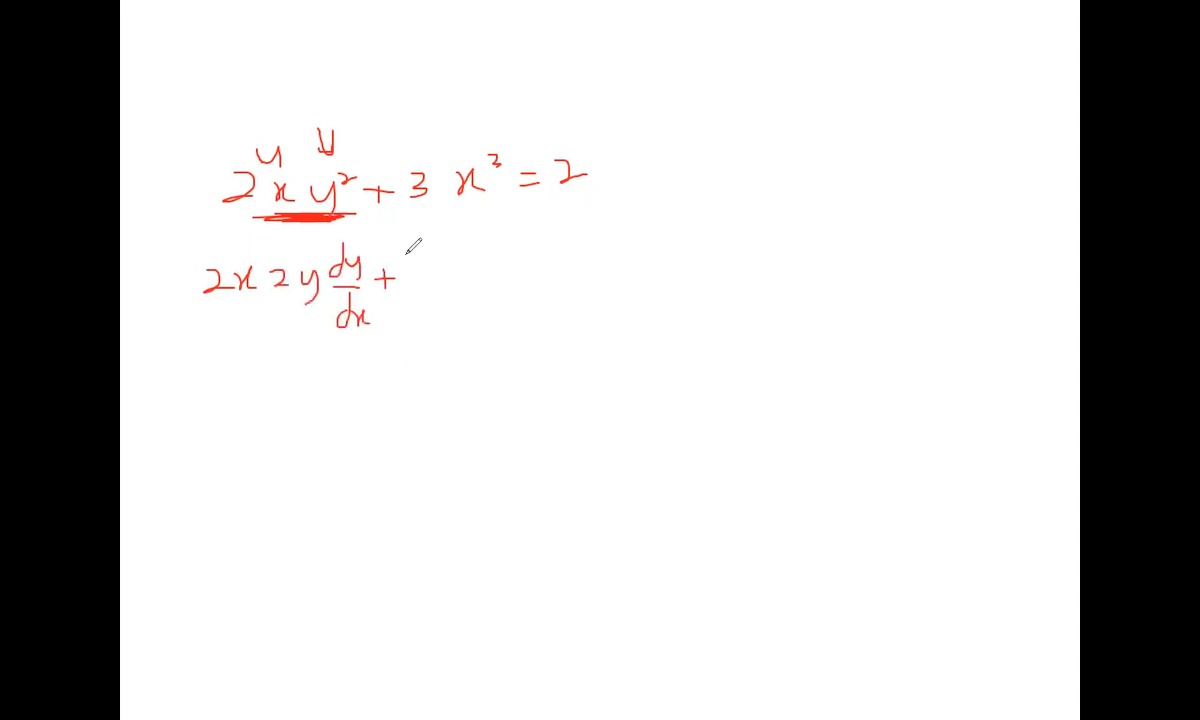 u v
2xy² + 3x³ = 2
2x 2y dy/dx +